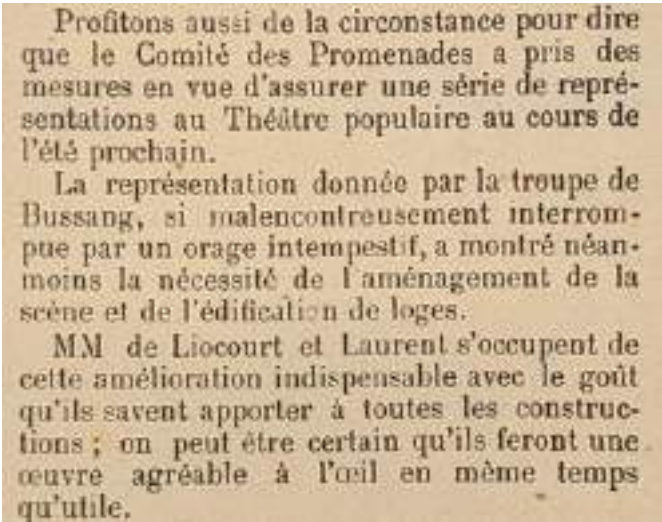 Profitons aussi de la circonstance pour dire
que le Comité des Promenades a pris des
mesures en vue d'assurer une série de repré-
sentations au Théâtre populaire au cours de
l'été prochain.
La représentation donnée par la troupe de
Bussang, si malencontreusement interrom-
pue par un orage intempestif, a montré néan-
moins la nécessité de l'aménagement de la
scène et de l'édification de loges.
MM de Liocourt et Laurent s'occupent de
cette amélioration indispensable avec le goût
qu'ils savent apporter à toutes les construc-
tions ; on peut être certain qu'ils feront une
œuvre agréable à l'œil en même temps
qu'utile.